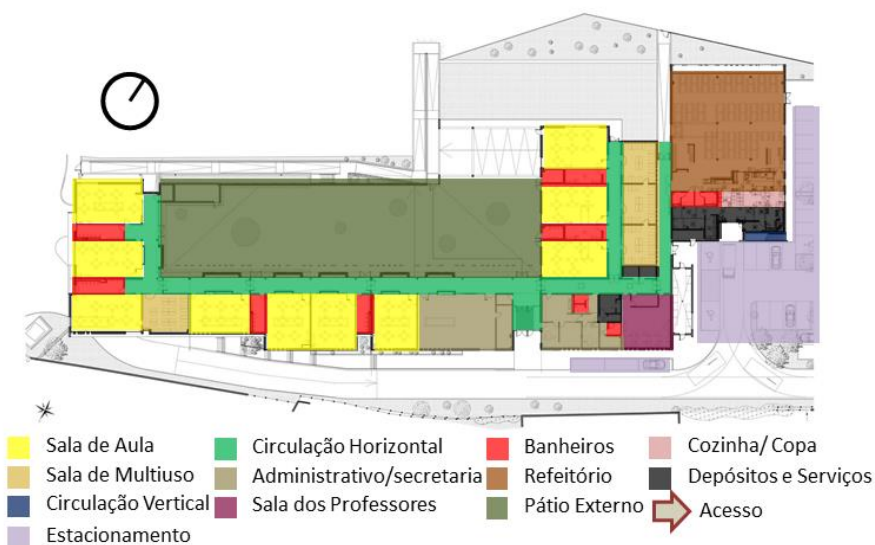 Sala de Aula Circulação Horizontal Banheiros Cozinha/ Copa
Sala de Multiuso Administrativo/secretaria Refeitório Depósitos e Serviços
Circulação Vertical Sala dos Professores Pátio Externo Acesso
Estacionamento